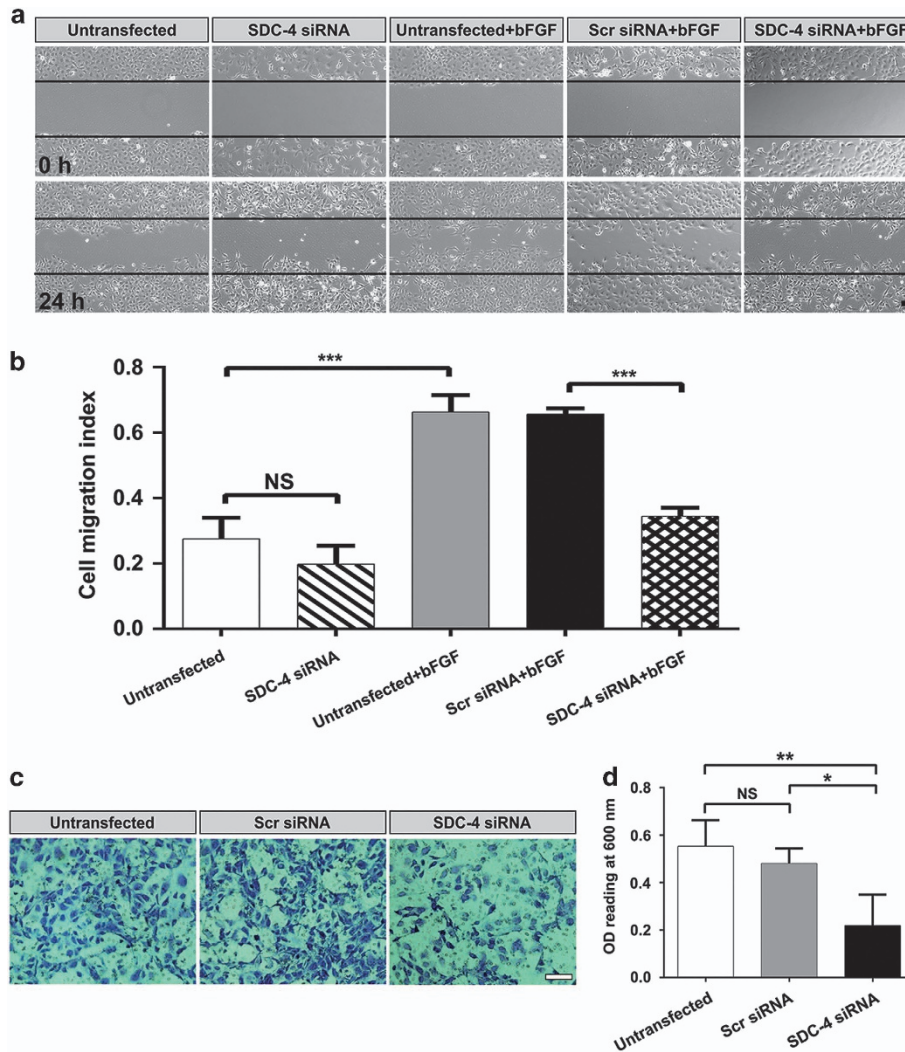 a
Untransfected SDC-4 siRNA Untransfected+bFGF Scr siRNA+bFGF SDC-4 siRNA+bFGF
0 h
24 h
b
Cell migration index
0.8
0.6
0.4
0.2
0.0
***
***
NS
Untransfected
SDC-4 siRNA
Untransfected+bFGF
Scr siRNA+bFGF
SDC-4 siRNA+bFGF
c
Untransfected Scr siRNA SDC-4 siRNA
d
OD reading at 600 nm
0.8
0.6
0.4
0.2
0.0
**
*
NS
Untransfected
Scr siRNA
SDC-4 siRNA